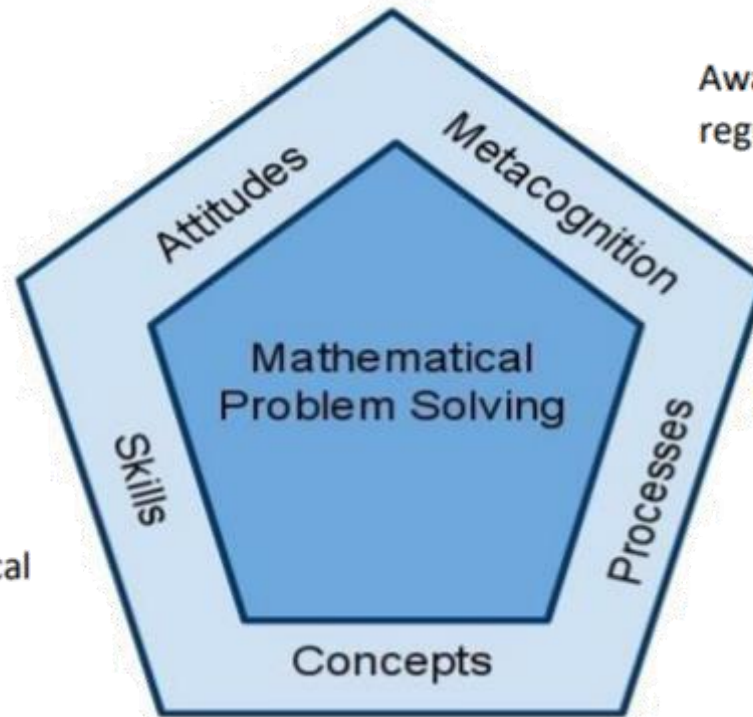 Attitudes
Metacognition
Mathematical
Problem Solving
Skills
Processes
Concepts